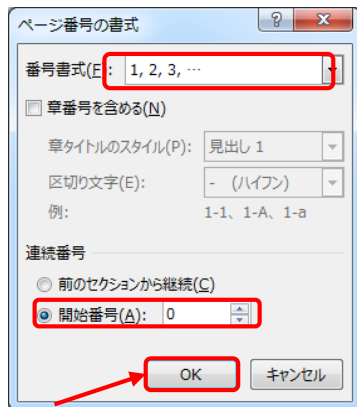 ページ番号の書式
番号書式(F): 1, 2, 3, …
章番号を含める(N)
章タイトルのスタイル(P): 見出し 1
区切り文字(E): - (ハイフン)
例: 1-1、1-A、1-a
連続番号
前のセクションから継続(C)
開始番号(A): 0
OK キャンセル